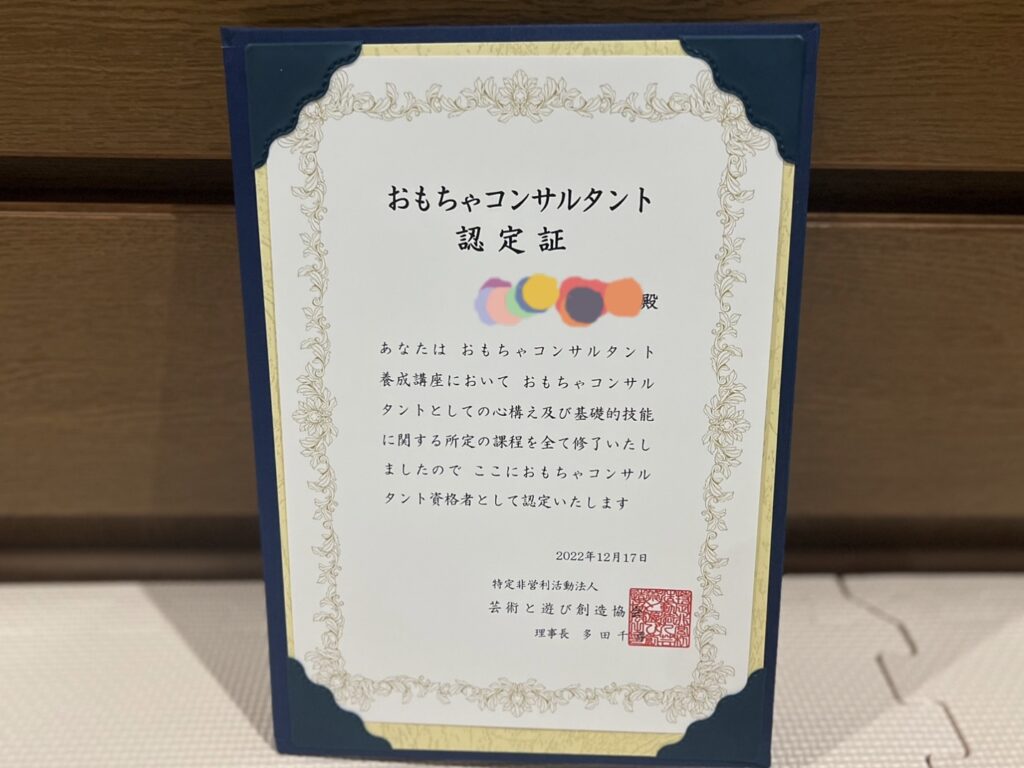 おもちゃコンサルタント
認定証
殿
あなたは おもちゃコンサルタント
養成講座において おもちゃコンサル
タントとしての心構え及び基礎的技能
に関する所定の課程を全て修了いたし
ましたので ここにおもちゃコンサル
タント資格者として認定いたします
2022年12月17日
特定非営利活動法人
芸術と遊び創造協会
理事長 多田千